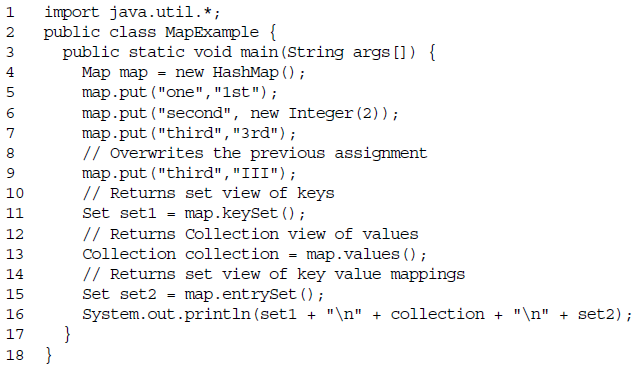 1 import java.util.*;
2 public class MapExample {
3 public static void main(String args[]) {
4 Map map = new HashMap();
5 map.put("one","1st");
6 map.put("second", new Integer(2));
7 map.put("third","3rd");
8 // Overwrites the previous assignment
9 map.put("third","III");
10 // Returns set view of keys
11 Set set1 = map.keySet();
12 // Returns Collection view of values
13 Collection collection = map.values();
14 // Returns set view of key value mappings
15 Set set2 = map.entrySet();
16 System.out.println(set1 + "\n" + collection + "\n" + set2);
17 }
18 }